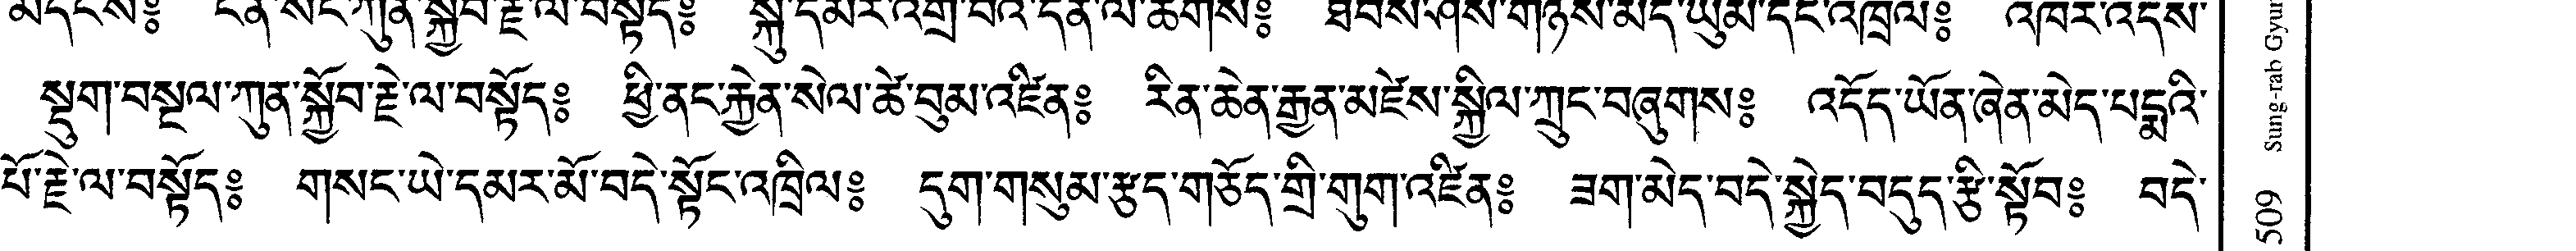 མདངས༔ ངན་སོང་ཀུན་སྐྱོབ་རྗེ་ལ་བསྟོད༔ སྐུ་དམར་འགྲོ་བའི་དོན་ལ་ཆགས༔ ཐབས་ཤེས་གཉིས་མེད་ཡུམ་དང་འཁྲིལ༔ འཁོར་འདས་
སྡུག་བསྔལ་ཀུན་སྐྱོབ་རྗེ་ལ་བསྟོད༔ ཕྱི་ནང་རྐྱེན་སེལ་ཚེ་བུམ་འཛིན༔ རིན་ཆེན་རྒྱན་མཛེས་སྐྱིལ་ཀྲུང་བཞུགས༔ འདོད་ཡོན་ཞེན་མེད་པདྨའི་
པོ་རྗེ་ལ་བསྟོད༔ གསང་ཡེ་དམར་མོ་བདེ་སྟོང་འཁྲིལ༔ དུག་གསུམ་རྩད་གཅོད་གྲི་གུག་འཛིན༔ ཟག་མེད་བདེ་སྐྱེད་བདུད་རྩི་སྟོབ༔ བདེ་
Sung-rab Gyur
509